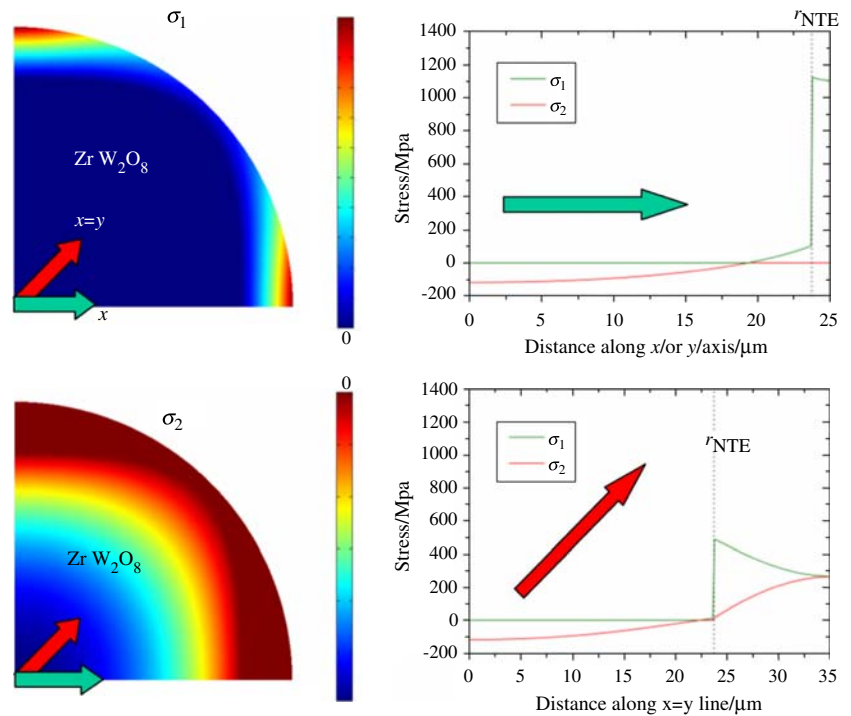 σ1
Zr W2O8
x=y
x
0
rNTE
1400
1200
1000
800
600
400
200
0
-200
Stress/Mpa
σ1
σ2
0
5
10
15
20
25
Distance along x/or y/axis/μm
0
σ2
Zr W2O8
1400
1200
1000
800
600
400
200
0
-200
Stress/Mpa
σ1
σ2
rNTE
0
5
10
15
20
25
30
35
Distance along x=y line/μm